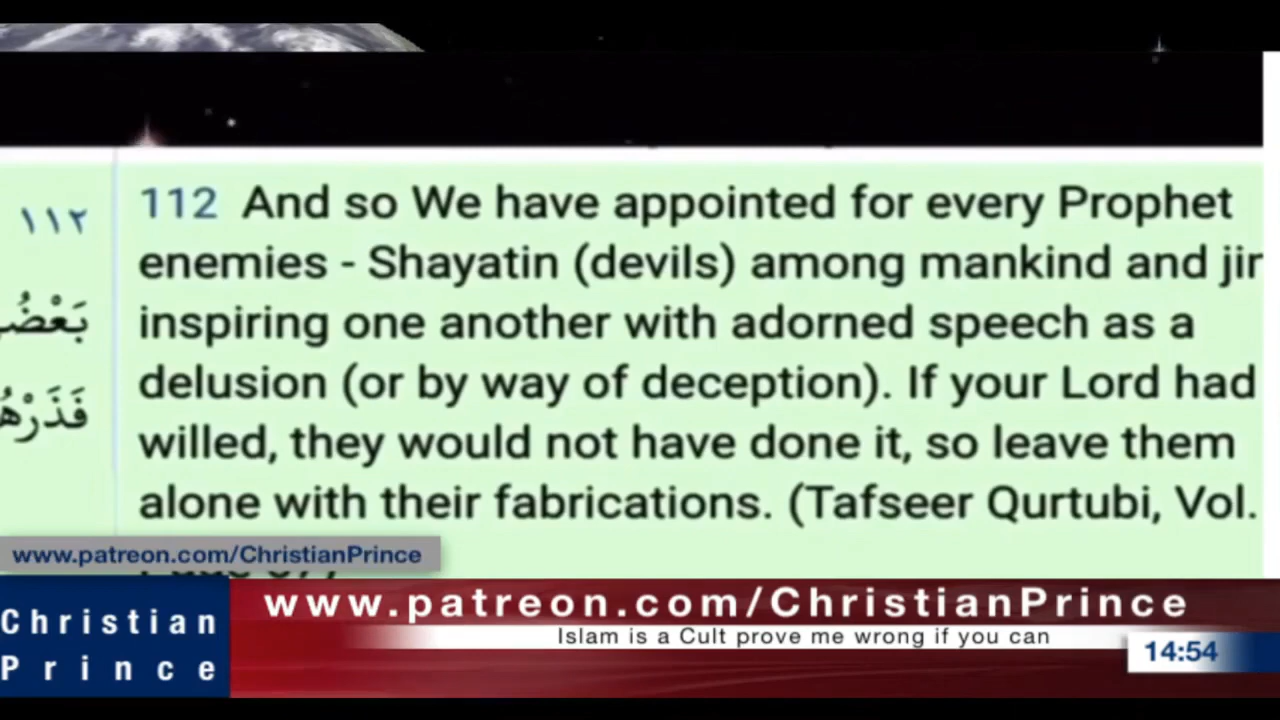 ١١٢
بَعْضُ
فَذَرْهُ
112 And so We have appointed for every Prophet
enemies - Shayatin (devils) among mankind and
inspiring one another with adorned speech as a
delusion (or by way of deception). If your Lord had
willed, they would not have done it, so leave them
alone with their fabrications. (Tafseer Qurtubi, Vol.
www.patreon.com/ChristianPrince
Christian
Prince
www.patreon.com/ChristianPrince
Islam is a Cult prove me wrong if you can
14:54